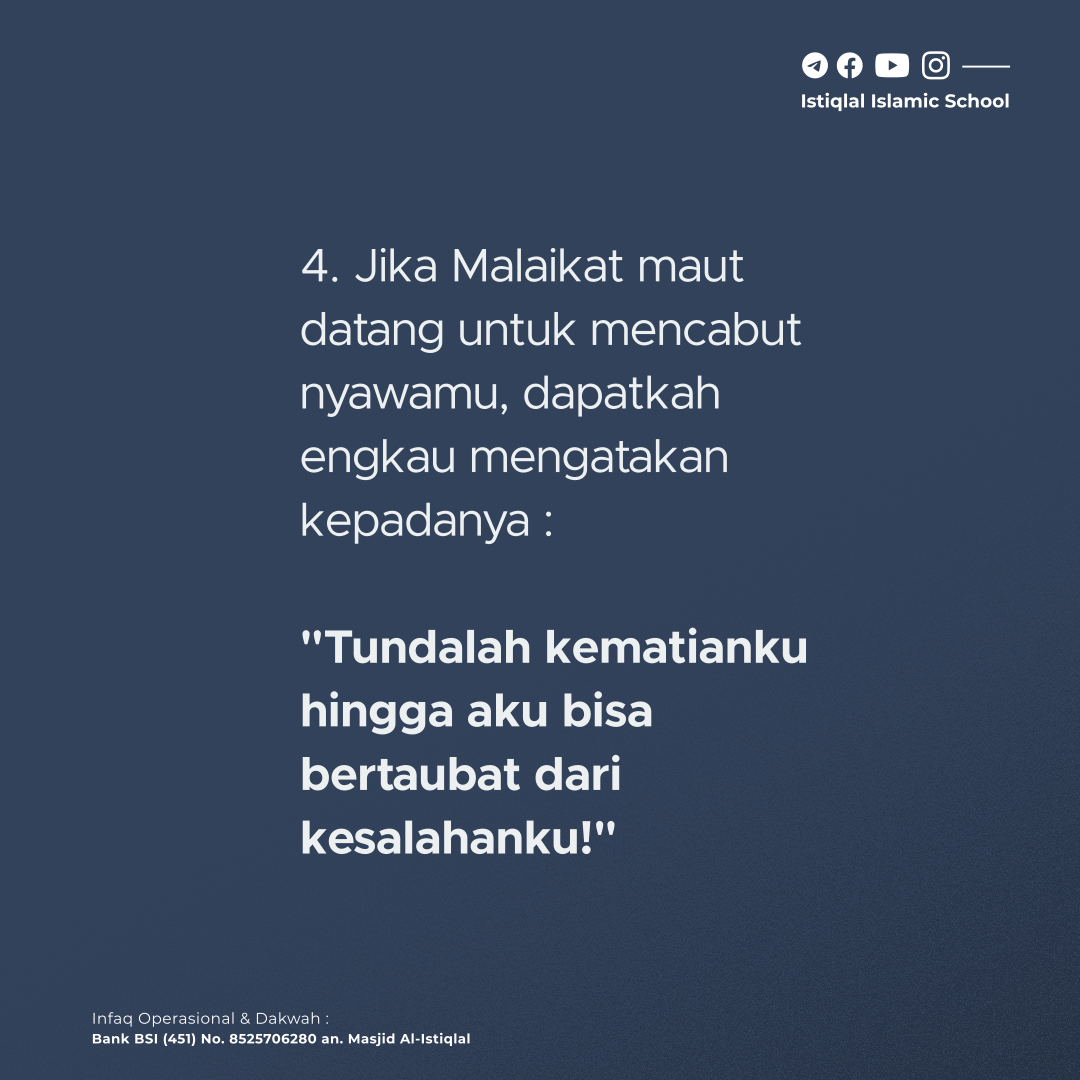 Istiqlal Islamic School
4. Jika Malaikat maut
datang untuk mencabut
nyawamu, dapatkah
engkau mengatakan
kepadanya :
"Tundalah kematianku
hingga aku bisa
bertaubat dari
kesalahanku!"
Infaq Operasional & Dakwah :
Bank BSI (451) No. 8525706280 an. Masjid Al-Istiqlal